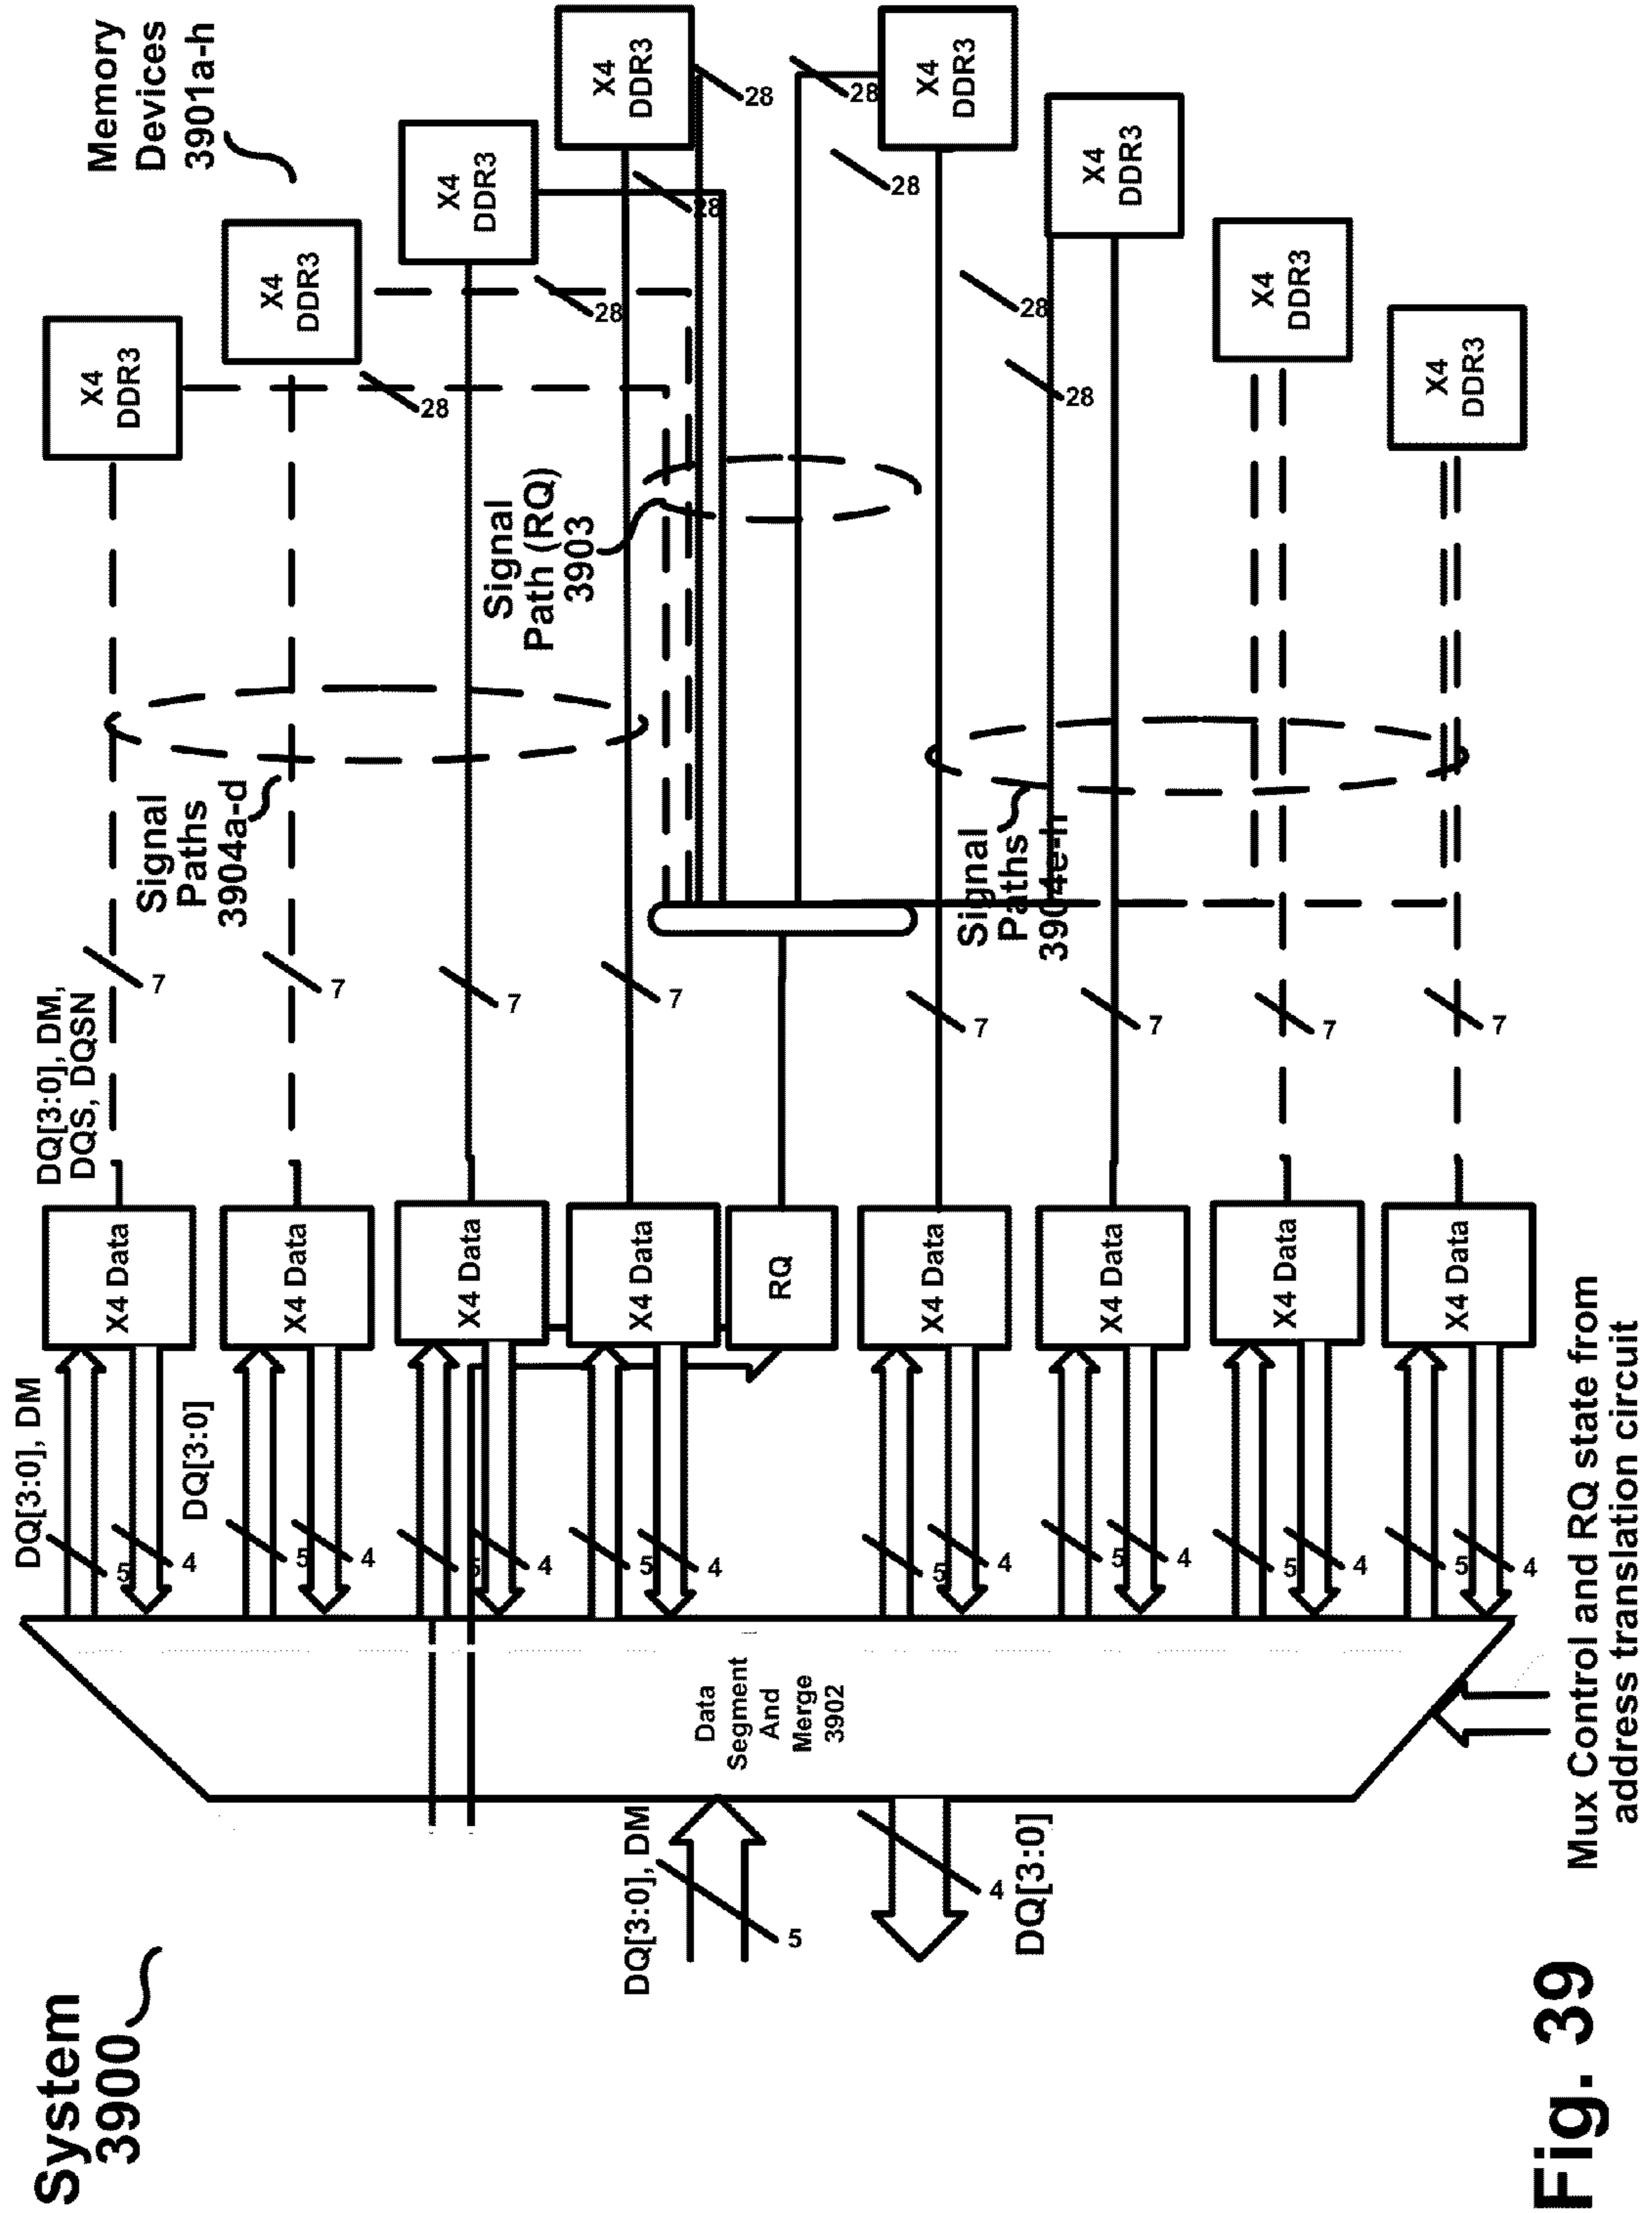 System
3900
Fig. 39
DQ[3:0], DM
5
4
DQ[3:0]
Data
Segment
And
Merge
3902
Mux Control and RQ state from
address translation circuit
DQ[3:0], DM
DQ[3:0]
5
4
5
4
5
4
5
4
5
4
5
4
5
4
5
4
X4 Data
X4 Data
X4 Data
X4 Data
RQ
X4 Data
X4 Data
X4 Data
X4 Data
DQ[3:0], DM,
DQS, DQSN
7
7
7
7
7
7
7
7
Signal
Paths
3904a-d
Signal
Paths
3904e-h
Signal
Path (RQ)
3903
28
28
28
28
28
28
28
28
Memory
Devices
3901a-h
X4
DDR3
X4
DDR3
X4
DDR3
X4
DDR3
X4
DDR3
X4
DDR3
X4
DDR3
X4
DDR3